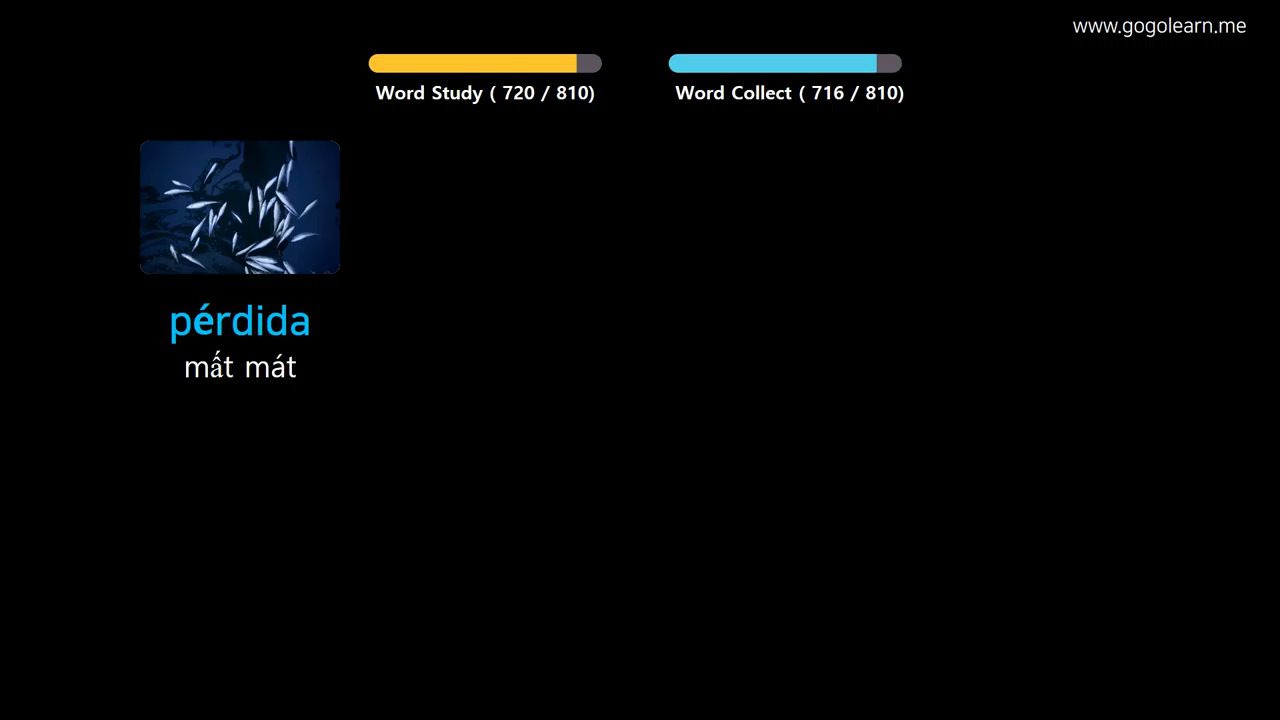 www.gogolearn.me
Word Study ( 720 / 810)
Word Collect ( 716 / 810)
pérdida
mất mát